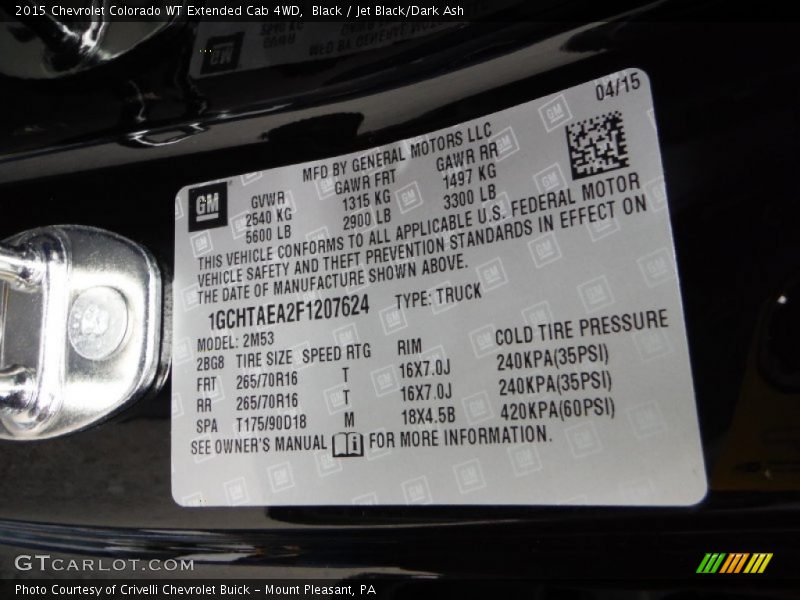 2015 Chevrolet Colorado WT Extended Cab 4WD, Black / Jet Black/Dark Ash
04/15
GM
MFD BY GENERAL MOTORS LLC
GVWR GAWR FRT GAWR RR
2540 KG 1315 KG 1497 KG
5600 LB 2900 LB 3300 LB
THIS VEHICLE CONFORMS TO ALL APPLICABLE U.S. FEDERAL MOTOR
VEHICLE SAFETY AND THEFT PREVENTION STANDARDS IN EFFECT ON
THE DATE OF MANUFACTURE SHOWN ABOVE.
1GCHTAEA2F1207624 TYPE: TRUCK
MODEL: 2M53
2BG8 TIRE SIZE SPEED RTG RIM COLD TIRE PRESSURE
FRT 265/70R16 T 16X7.0J 240KPA(35PSI)
RR 265/70R16 T 16X7.0J 240KPA(35PSI)
SPA T175/90D18 M 18X4.5B 420KPA(60PSI)
SEE OWNER'S MANUAL i FOR MORE INFORMATION.
GTCARLOT.COM
Photo Courtesy of Crivelli Chevrolet Buick - Mount Pleasant, PA